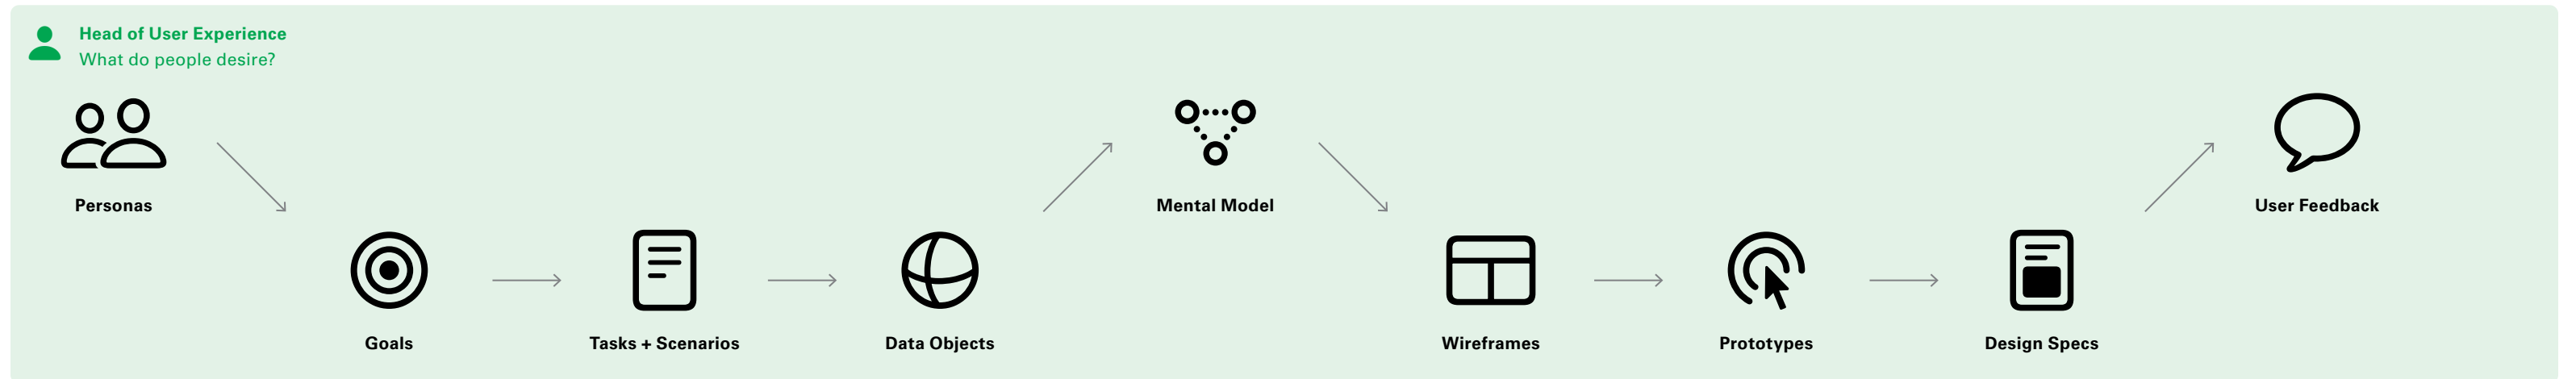 Head of User Experience
What do people desire?
Personas
Goals
Tasks + Scenarios
Data Objects
Mental Model
Wireframes
Prototypes
Design Specs
User Feedback